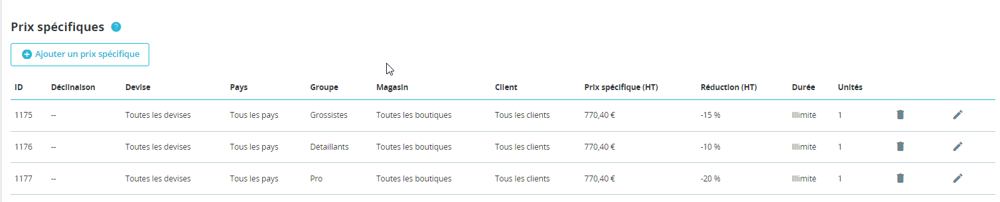 Prix spécifiques ?
Ajouter un prix spécifique
ID Déclinaison Devise Pays Groupe Magasin Client Prix spécifique (HT) Réduction (HT) Durée Unités
1175 -- Toutes les devises Tous les pays Grossistes Toutes les boutiques Tous les clients 770,40 € -15 % Illimité 1
1176 -- Toutes les devises Tous les pays Détaillants Toutes les boutiques Tous les clients 770,40 € -10 % Illimité 1
1177 -- Toutes les devises Tous les pays Pro Toutes les boutiques Tous les clients 770,40 € -20 % Illimité 1